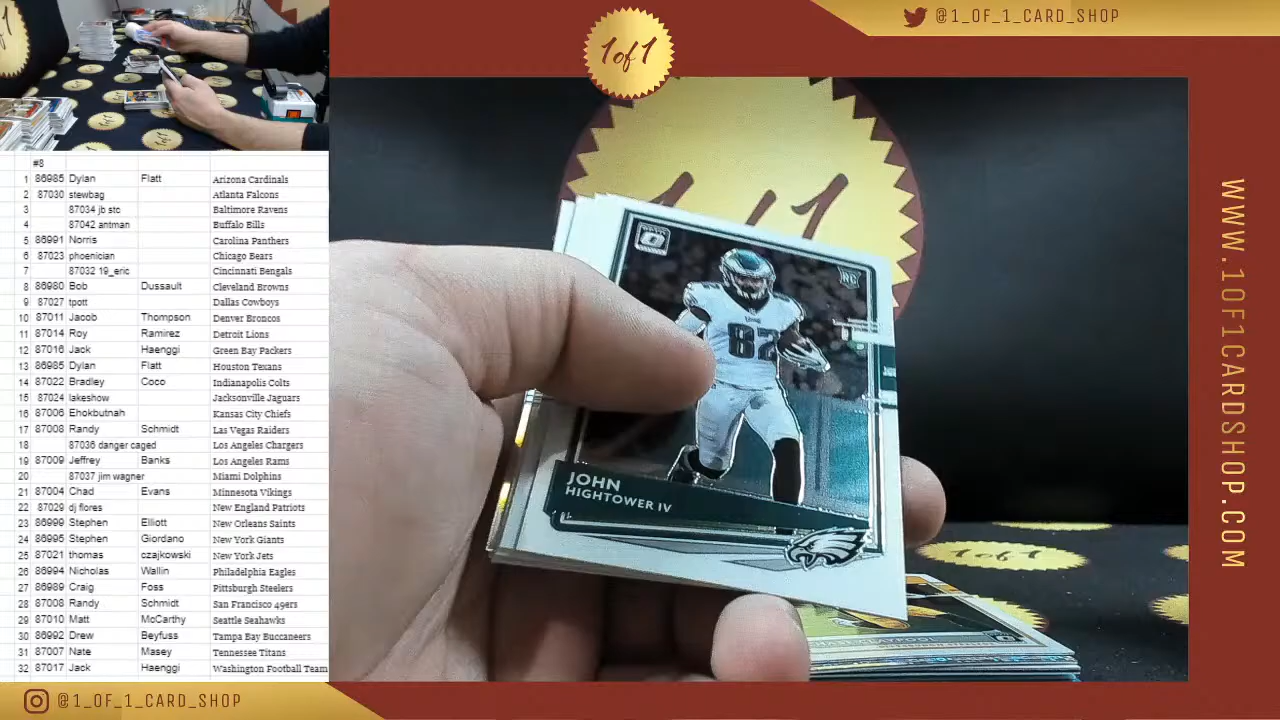 @1_OF_1_CARD_SHOP
1of1
#8
1 86985 Dylan Flatt Arizona Cardinals
2 87030 stewbag Atlanta Falcons
3 87034 jb stc Baltimore Ravens
4 87042 antman Buffalo Bills
5 86991 Norris Carolina Panthers
6 87023 phoenician Chicago Bears
7 87032 19_eric Cincinnati Bengals
8 86980 Bob Dussault Cleveland Browns
9 87027 tpott Dallas Cowboys
10 87011 Jacob Thompson Denver Broncos
11 87014 Roy Ramirez Detroit Lions
12 87016 Jack Haenggi Green Bay Packers
13 86985 Dylan Flatt Houston Texans
14 87022 Bradley Coco Indianapolis Colts
15 87024 lakeshow Jacksonville Jaguars
16 87006 Ehokbutnah Kansas City Chiefs
17 87008 Randy Schmidt Las Vegas Raiders
18 87036 danger caged Los Angeles Chargers
19 87009 Jeffrey Banks Los Angeles Rams
20 87037 jim wagner Miami Dolphins
21 87004 Chad Evans Minnesota Vikings
22 87029 dj flores New England Patriots
23 86999 Stephen Elliott New Orleans Saints
24 86995 Stephen Giordano New York Giants
25 87021 thomas czajkowski New York Jets
26 86994 Nicholas Wallin Philadelphia Eagles
27 86989 Craig Foss Pittsburgh Steelers
28 87008 Randy Schmidt San Francisco 49ers
29 87010 Matt McCarthy Seattle Seahawks
30 86992 Drew Beyfuss Tampa Bay Buccaneers
31 87007 Nate Masey Tennessee Titans
32 87017 Jack Haenggi Washington Football Team
1/1
RC
82
JOHN
HIGHTOWER IV
1of1
WWW.1OF1CARDSHOP.COM
@1_OF_1_CARD_SHOP